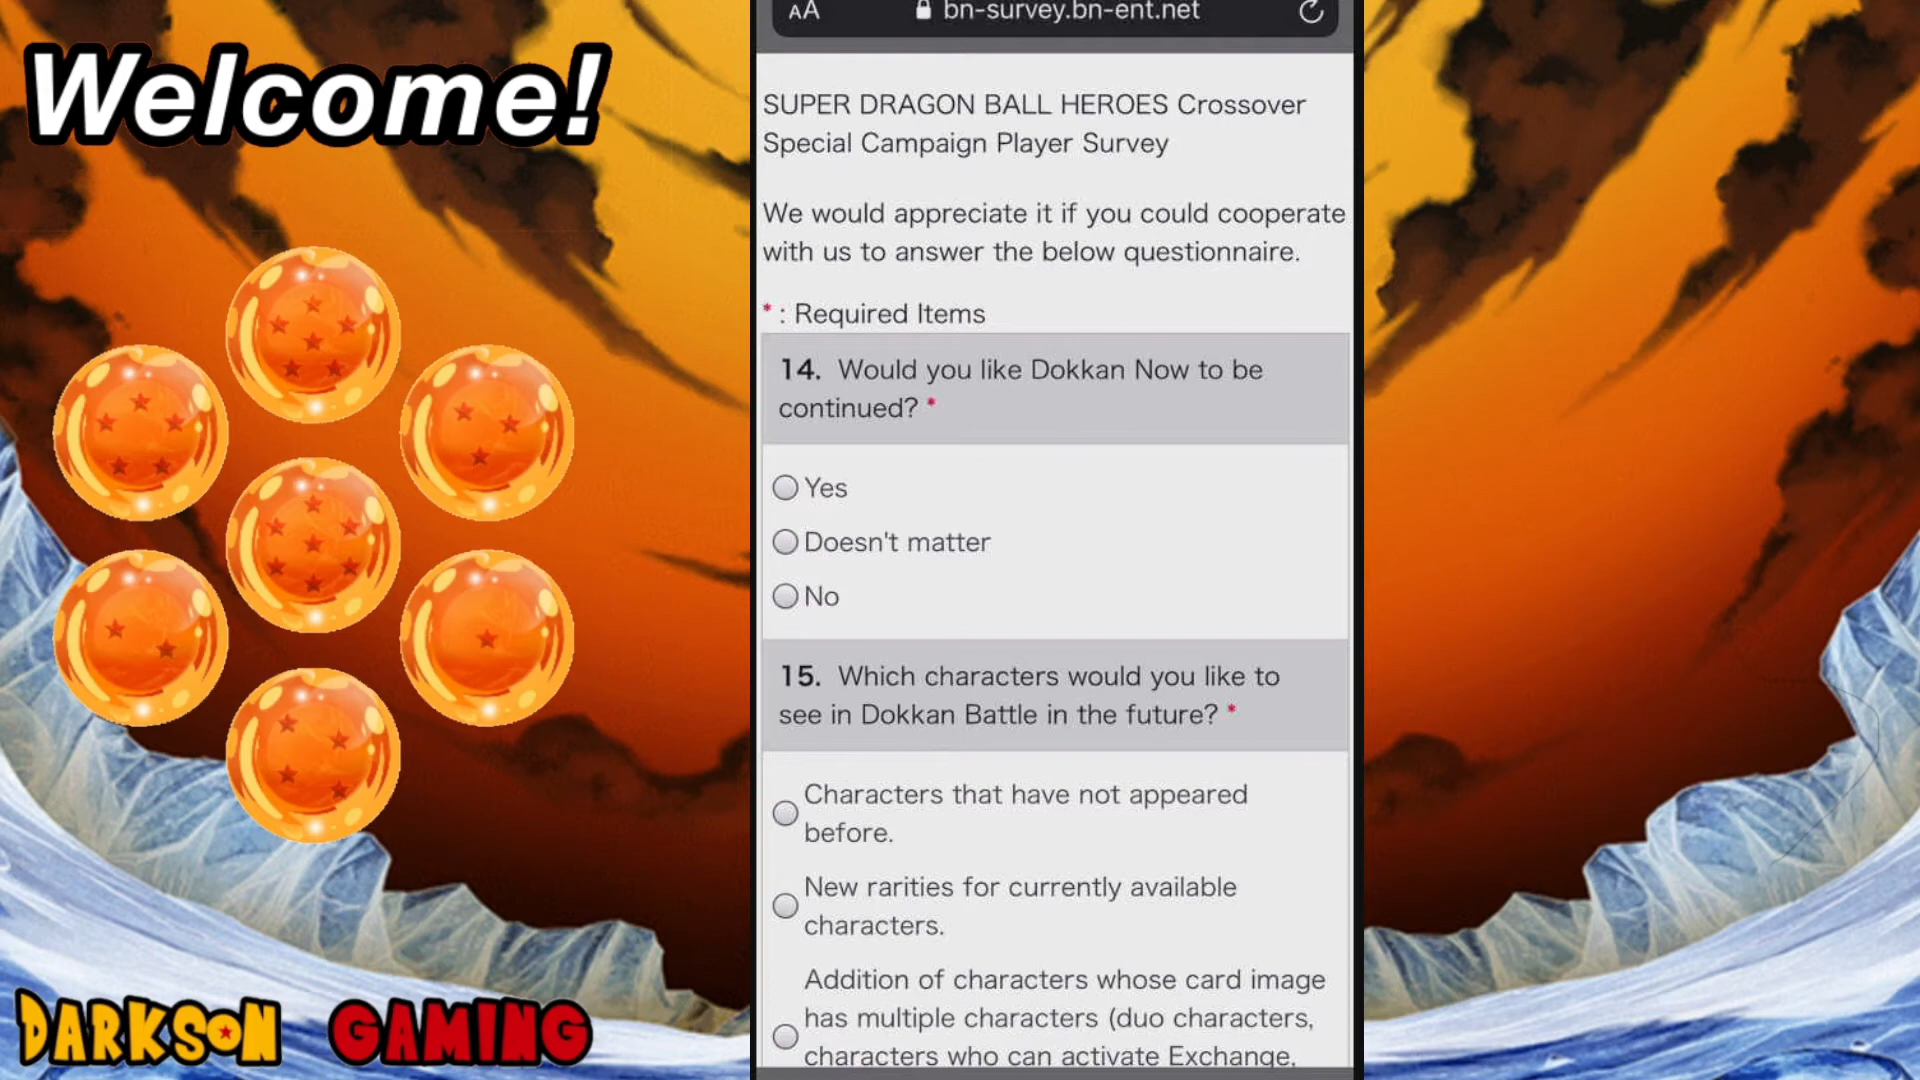 Welcome!
DARKSON GAMING
AA bn-survey.bn-ent.net
SUPER DRAGON BALL HEROES Crossover
Special Campaign Player Survey
We would appreciate it if you could cooperate
with us to answer the below questionnaire.
* : Required Items
14. Would you like Dokkan Now to be
continued? *
Yes
Doesn't matter
No
15. Which characters would you like to
see in Dokkan Battle in the future? *
Characters that have not appeared
before.
New rarities for currently available
characters.
Addition of characters whose card image
has multiple characters (duo characters,
characters who can activate Exchange,